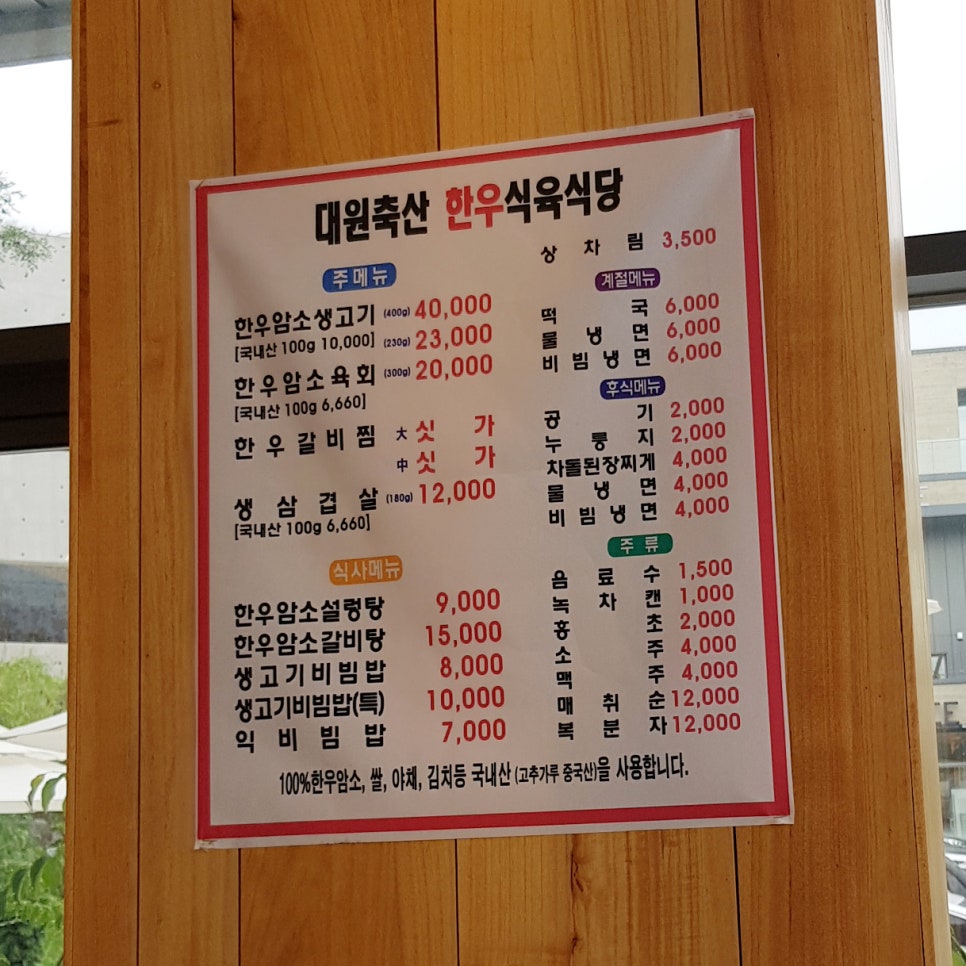 대원축산 한우식육식당
주메뉴
한우암소생고기 (400g) 40,000
[국내산 100g 10,000] (230g) 23,000
한우암소육회 (300g) 20,000
[국내산 100g 6,660]
한우갈비찜 大 싯가
中 싯가
생삼겹살 (180g) 12,000
[국내산 100g 6,660]
식사메뉴
한우암소설렁탕 9,000
한우암소갈비탕 15,000
생고기비빔밥 8,000
생고기비빔밥(특) 10,000
익비빔밥 7,000
상차림 3,500
계절메뉴
떡국 6,000
물냉면 6,000
비빔냉면 6,000
후식메뉴
공기 2,000
누룽지 2,000
차돌된장찌게 4,000
물냉면 4,000
비빔냉면 4,000
주류
음료수 1,500
녹차캔 1,000
홍초 2,000
소주 4,000
맥주 4,000
매취순 12,000
복분자 12,000
100%한우암소, 쌀, 야채, 김치등 국내산 (고추가루 중국산)을 사용합니다.